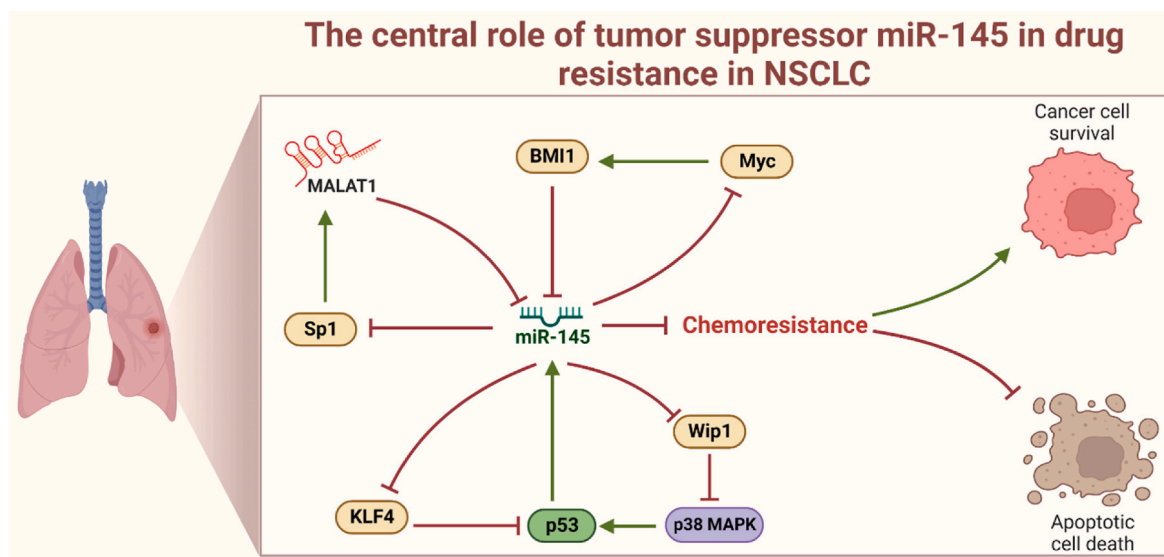 The central role of tumor suppressor miR-145 in drug
resistance in NSCLC
Cancer cell
survival
MALAT1
BMI1
Myc
Sp1
miR-145
Chemoresistance
Wip1
KLF4
p53
p38 MAPK
Apoptotic
cell death